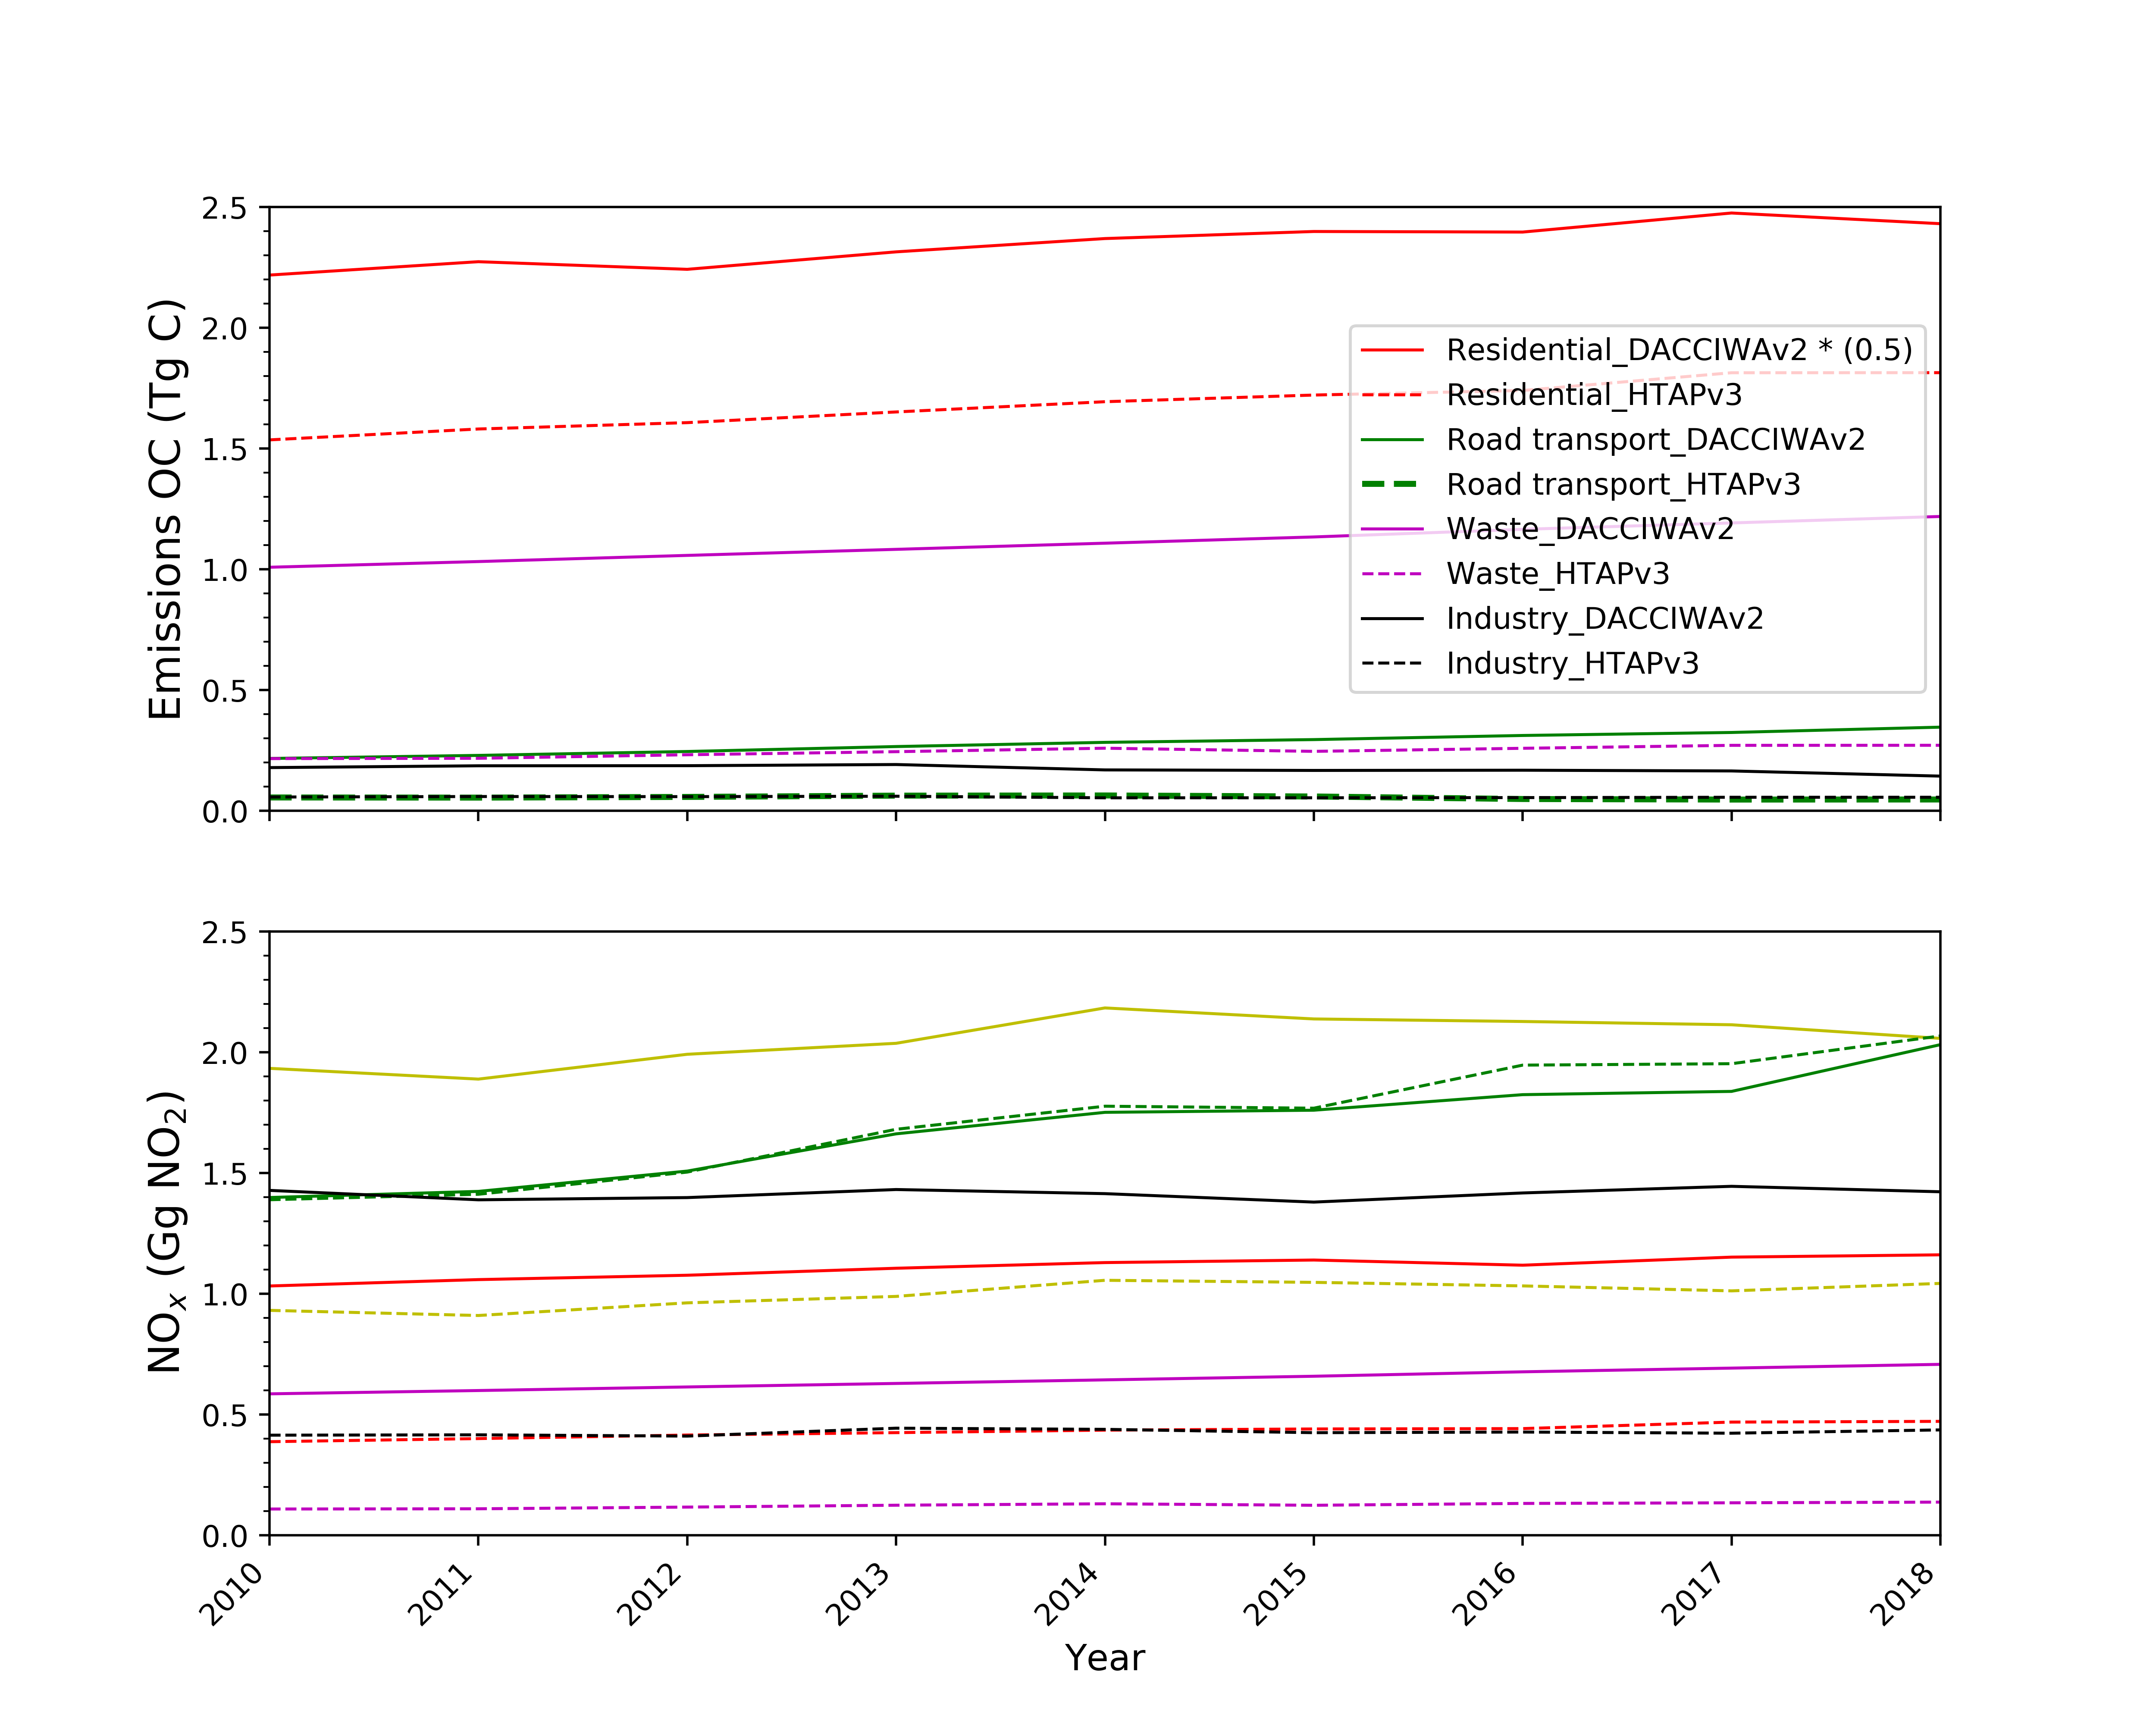 Emissions OC (Tg C)
2.5
2.0
1.5
1.0
0.5
0.0
Residential_DACCIWAv2 * (0.5)
Residential_HTAPv3
Road transport_DACCIWAv2
Road transport_HTAPv3
Waste_DACCIWAv2
Waste_HTAPv3
Industry_DACCIWAv2
Industry_HTAPv3
NOₓ (Gg NO₂)
2.5
2.0
1.5
1.0
0.5
0.0
2010 2011 2012 2013 2014 2015 2016 2017 2018
Year